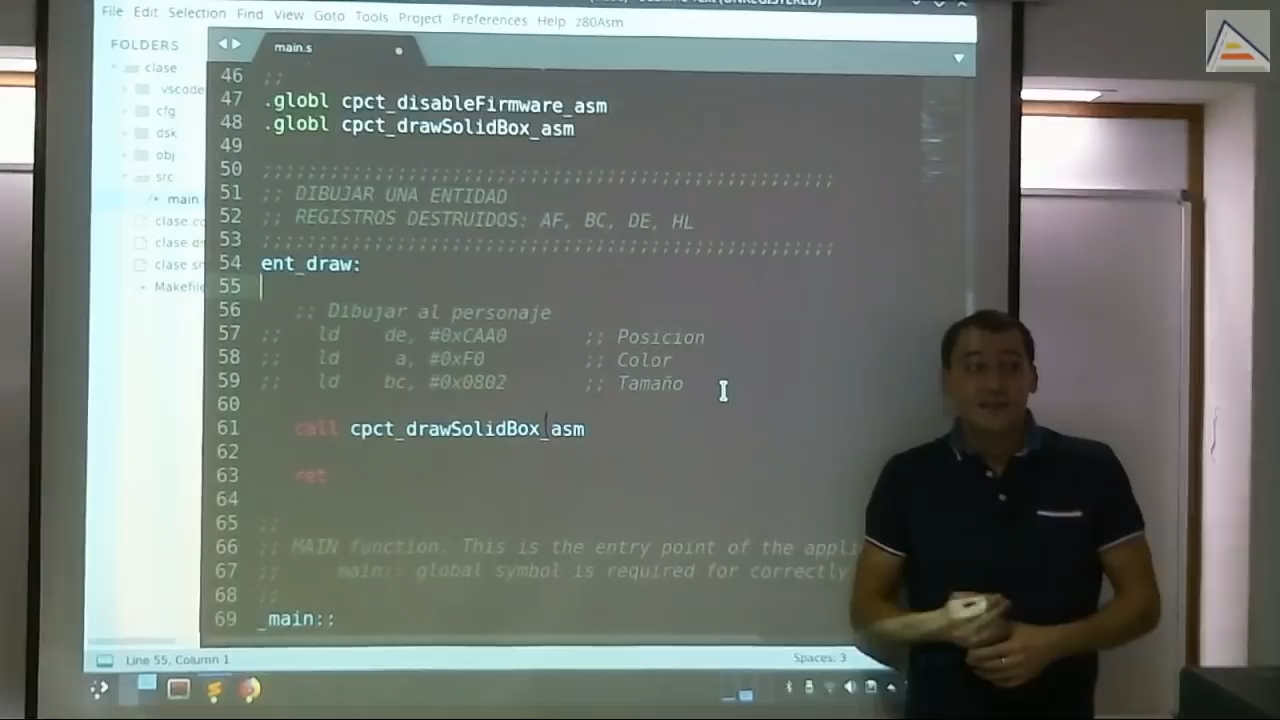 File Edit Selection Find View Goto Tools Project Preferences Help z80Asm
FOLDERS
clase
.vscode
cfg
dsk
obj
src
main
clase
clase
clase
Makefile
main.s
46 ;;
47 .globl cpct_disableFirmware_asm
48 .globl cpct_drawSolidBox_asm
49
50 ;;;;;;;;;;;;;;;;;;;;;;;;;;;;;;;;;;;;;;;;;;;;;;;;;;;;
51 ;; DIBUJAR UNA ENTIDAD
52 ;; REGISTROS DESTRUIDOS: AF, BC, DE, HL
53 ;;;;;;;;;;;;;;;;;;;;;;;;;;;;;;;;;;;;;;;;;;;;;;;;;;;;
54 ent_draw:
55
56 ;; Dibujar al personaje
57 ;; ld de, #0xCAA0 ;; Posicion
58 ;; ld a, #0xF0 ;; Color
59 ;; ld bc, #0x0802 ;; Tamaño
60
61 call cpct_drawSolidBox_asm
62
63 ret
64
65 ;;
66 ;; MAIN function. This is the entry point of the appli
67 ;; _main:: global symbol is required for correctly
68 ;;
69 _main::
Line 55, Column 1
Spaces: 3